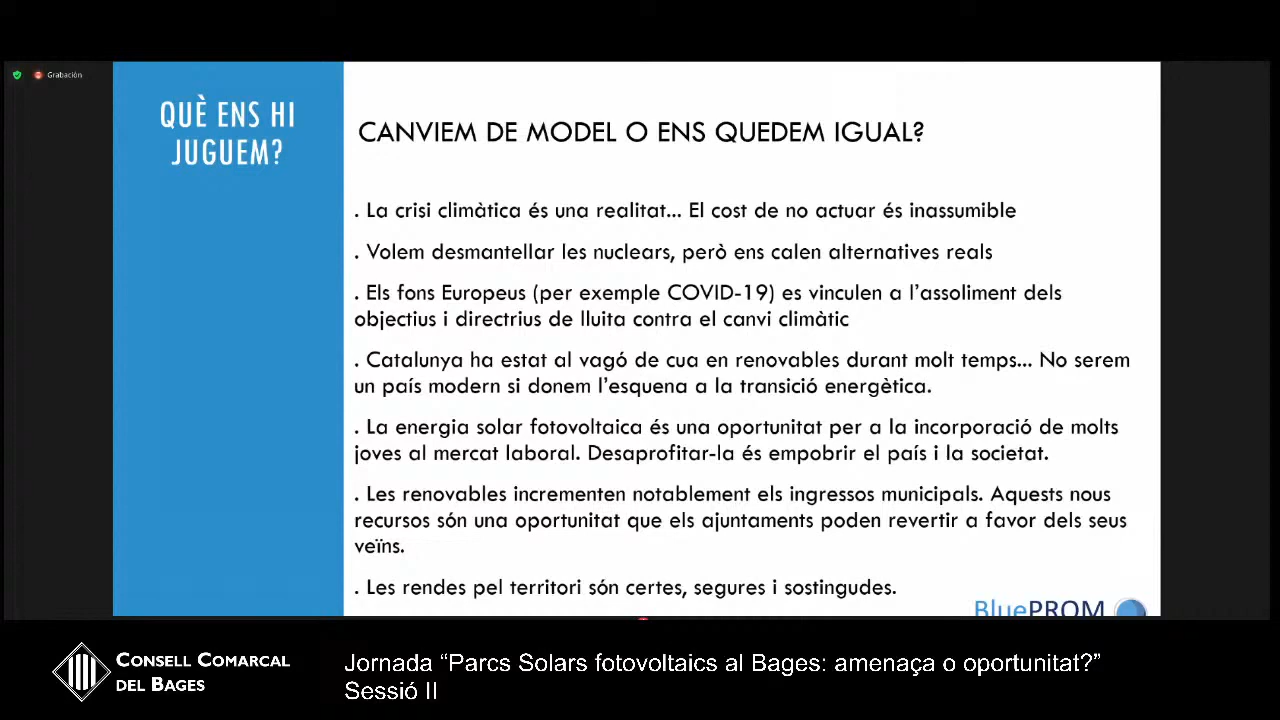 Grabación
QUÈ ENS HI
JUGUEM?
CANVIEM DE MODEL O ENS QUEDEM IGUAL?
. La crisi climàtica és una realitat... El cost de no actuar és inassumible
. Volem desmantellar les nuclears, però ens calen alternatives reals
. Els fons Europeus (per exemple COVID-19) es vinculen a l’assoliment dels
objectius i directrius de lluita contra el canvi climàtic
. Catalunya ha estat al vagó de cua en renovables durant molt temps... No serem
un país modern si donem l’esquena a la transició energètica.
. La energia solar fotovoltaica és una oportunitat per a la incorporació de molts
joves al mercat laboral. Desaprofitar-la és empobrir el país i la societat.
. Les renovables incrementen notablement els ingressos municipals. Aquests nous
recursos són una oportunitat que els ajuntaments poden revertir a favor dels seus
veïns.
. Les rendes pel territori són certes, segures i sostingudes.
BluePROM
CONSELL COMARCAL
DEL BAGES
Jornada “Parcs Solars fotovoltaics al Bages: amenaça o oportunitat?”
Sessió II